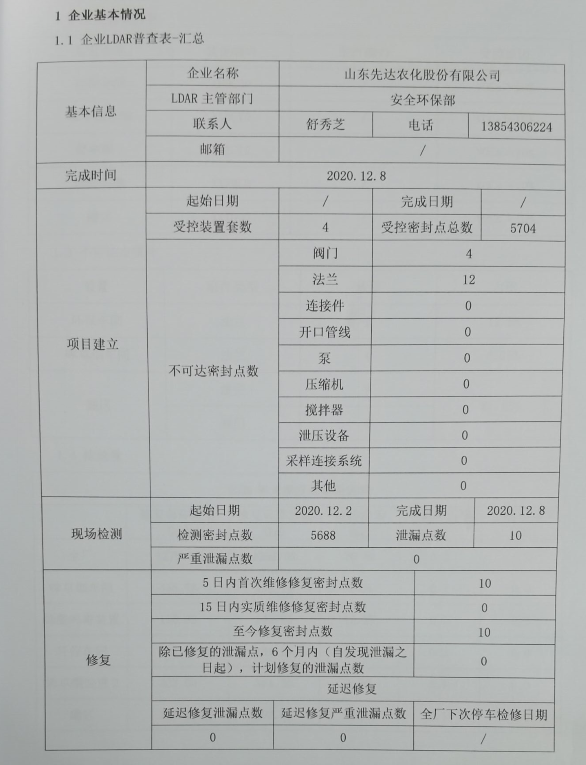 1 企业基本情况
1.1 企业LDAR普查表-汇总
基本信息 企业名称 山东先达农化股份有限公司
LDAR 主管部门 安全环保部
联系人 舒秀芝 电话 13854306224
邮箱 /
完成时间 2020.12.8
项目建立 起始日期 / 完成日期 /
受控装置套数 4 受控密封点总数 5704
不可达密封点数 阀门 4
法兰 12
连接件 0
开口管线 0
泵 0
压缩机 0
搅拌器 0
泄压设备 0
采样连接系统 0
其他 0
现场检测 起始日期 2020.12.2 完成日期 2020.12.8
检测密封点数 5688 泄漏点数 10
严重泄漏点数 0
修复 5日内首次维修修复密封点数 10
15日内实质维修修复密封点数 0
至今修复密封点数 10
除已修复的泄漏点，6个月内（自发现泄漏之
日起），计划修复的泄漏点数 0
延迟修复
延迟修复泄漏点数 延迟修复严重泄漏点数 全厂下次停车检修日期
0 0 /